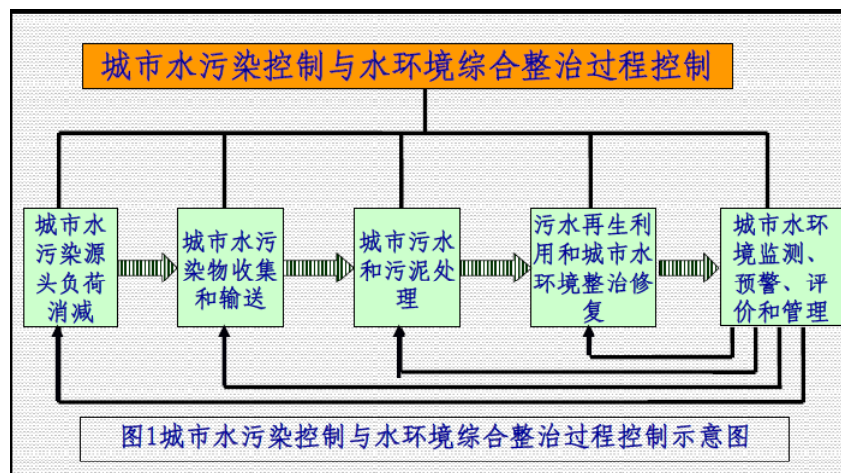 城市水污染控制与水环境综合整治过程控制
城市水
污染源
头负荷
消减
城市水污
染物收集
和输送
城市污水
和污泥处
理
污水再生利
用和城市水
环境整治修
复
城市水环
境监测、
预警、评
价和管理
图1城市水污染控制与水环境综合整治过程控制示意图